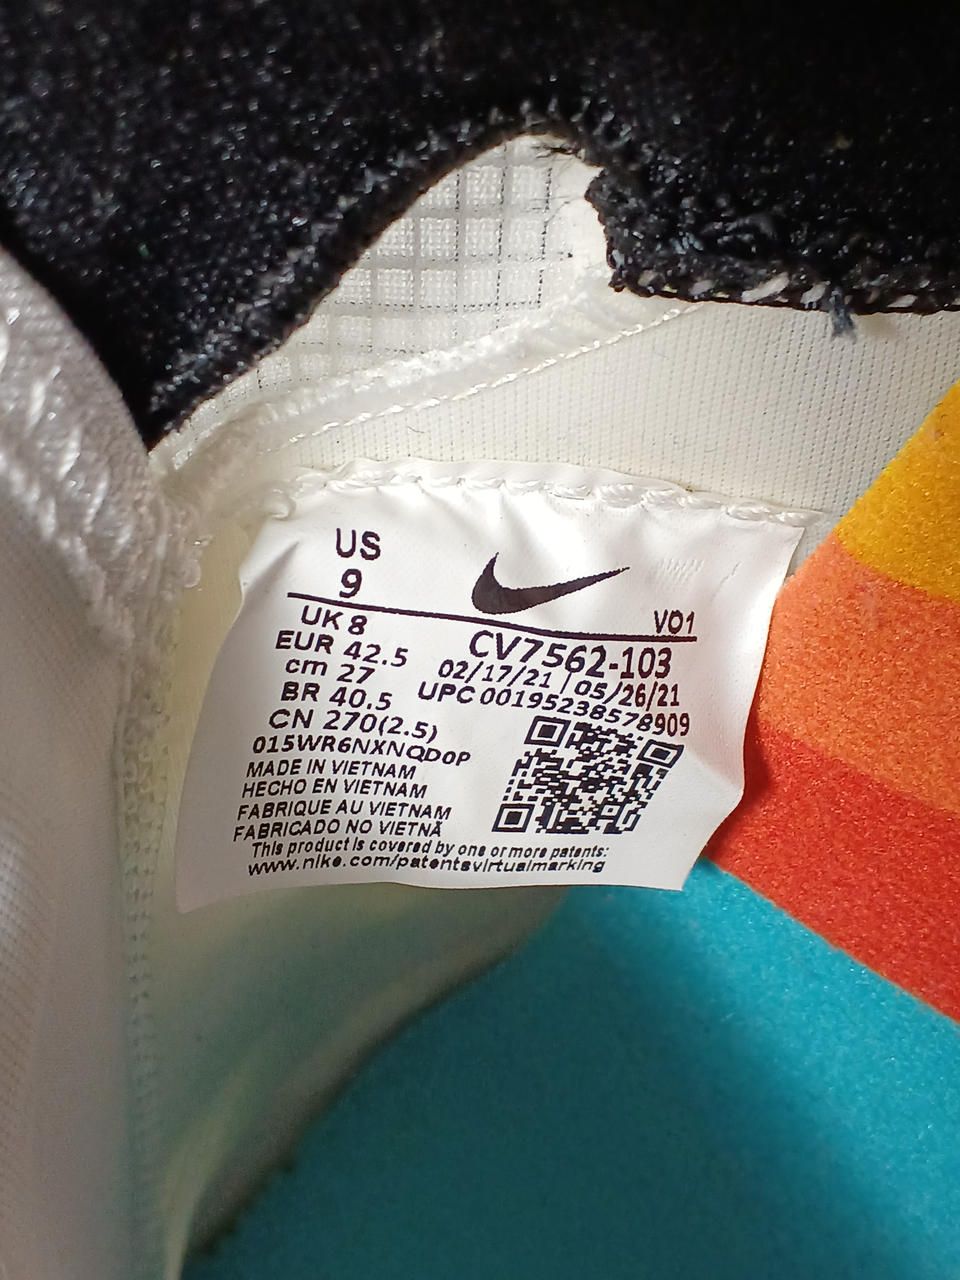 US
9
VO1
UK 8
EUR 42.5
cm 27
BR 40.5
CN 270(2.5)
CV7562-103
02/17/21 / 05/26/21
UPC 00195238578909
015WR6NXNQD0P
MADE IN VIETNAM
HECHO EN VIETNAM
FABRIQUE AU VIETNAM
FABRICADO NO VIETNÃ
This product is covered by one or more patents:
www.nike.com/patentsvirtualmarking